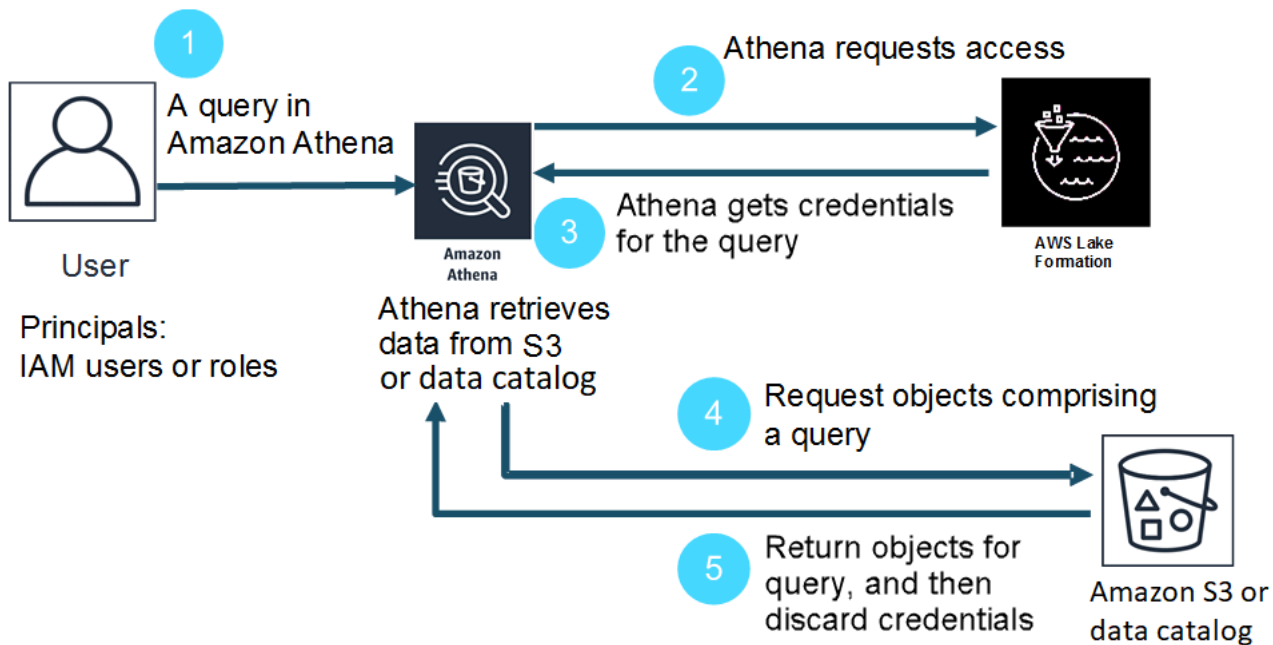 1
A query in
Amazon Athena
User
Principals:
IAM users or roles
Amazon
Athena
Athena retrieves
data from S3
or data catalog
2
Athena requests access
3
Athena gets credentials
for the query
AWS Lake
Formation
4
Request objects comprising
a query
5
Return objects for
query, and then
discard credentials
Amazon S3 or
data catalog